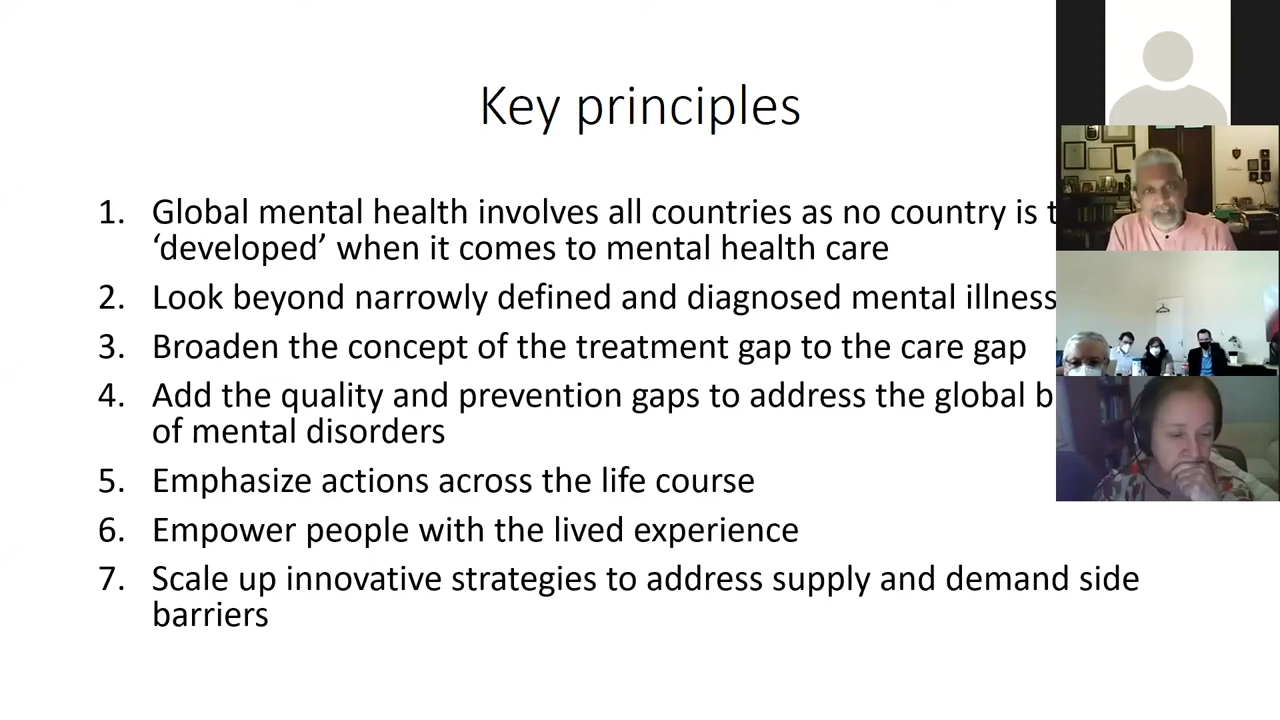 Key principles
1. Global mental health involves all countries as no country is
‘developed’ when it comes to mental health care
2. Look beyond narrowly defined and diagnosed mental illness
3. Broaden the concept of the treatment gap to the care gap
4. Add the quality and prevention gaps to address the global
of mental disorders
5. Emphasize actions across the life course
6. Empower people with the lived experience
7. Scale up innovative strategies to address supply and demand side
barriers